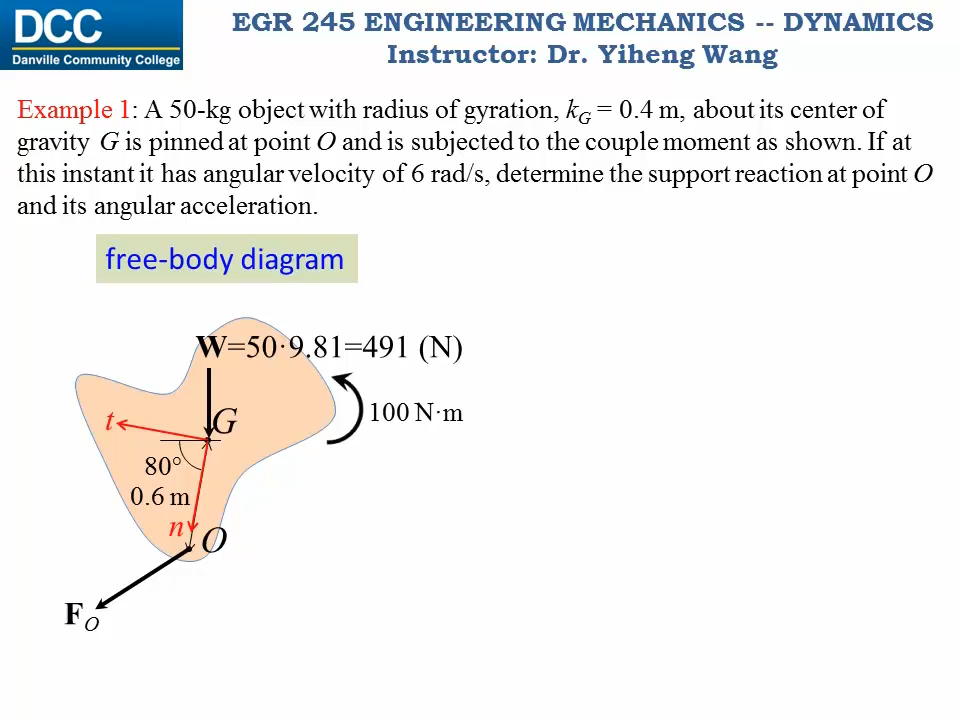 DCC
Danville Community College
EGR 245 ENGINEERING MECHANICS -- DYNAMICS
Instructor: Dr. Yiheng Wang
Example 1: A 50-kg object with radius of gyration, kG = 0.4 m, about its center of
gravity G is pinned at point O and is subjected to the couple moment as shown. If at
this instant it has angular velocity of 6 rad/s, determine the support reaction at point O
and its angular acceleration.
free-body diagram
W=50·9.81=491 (N)
t
G
100 N·m
80°
0.6 m
n
O
FO